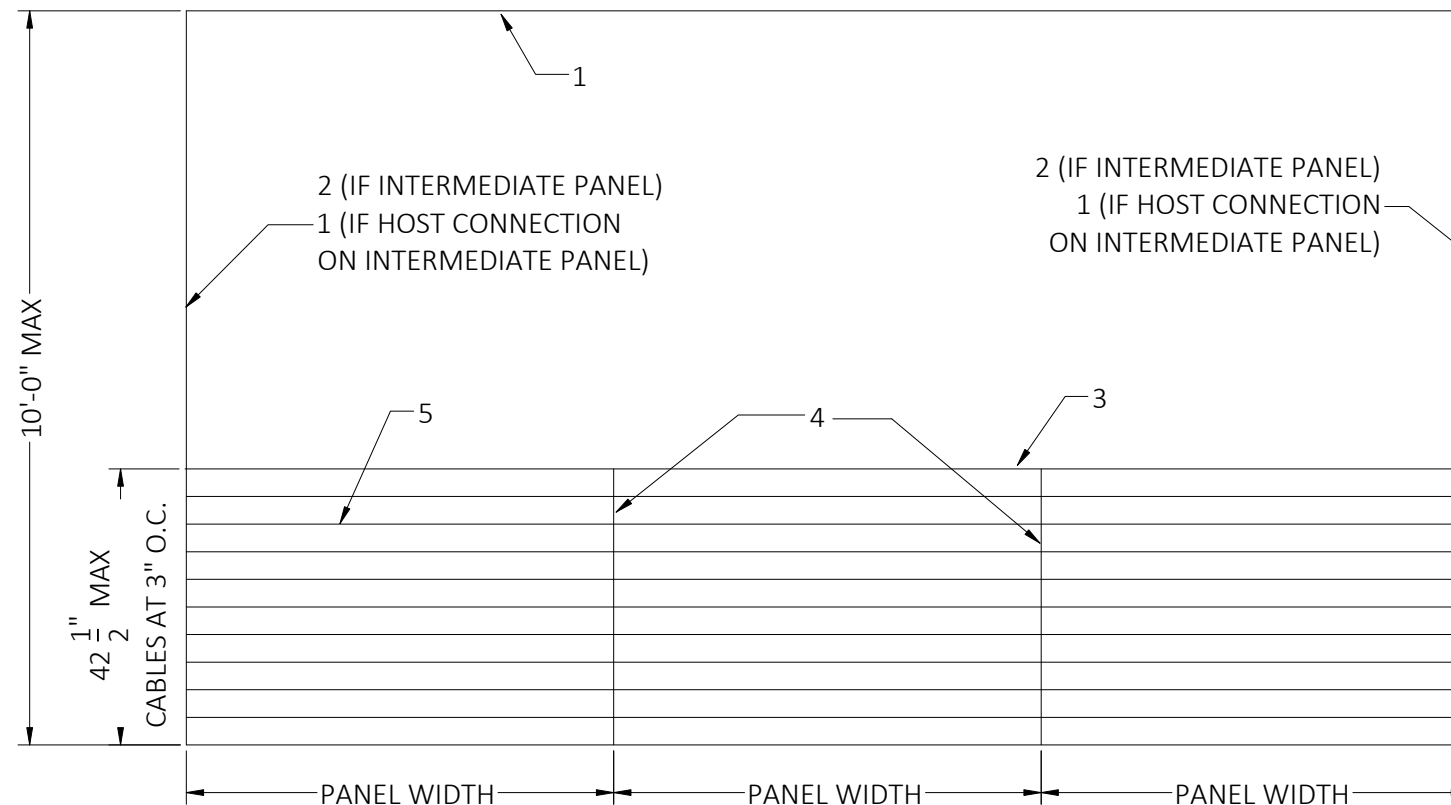 1
2 (IF INTERMEDIATE PANEL)
1 (IF HOST CONNECTION
ON INTERMEDIATE PANEL)
2 (IF INTERMEDIATE PANEL)
1 (IF HOST CONNECTION
ON INTERMEDIATE PANEL)
10'-0" MAX
5
4
3
42 1/2" MAX
CABLES AT 3" O.C.
PANEL WIDTH
PANEL WIDTH
PANEL WIDTH